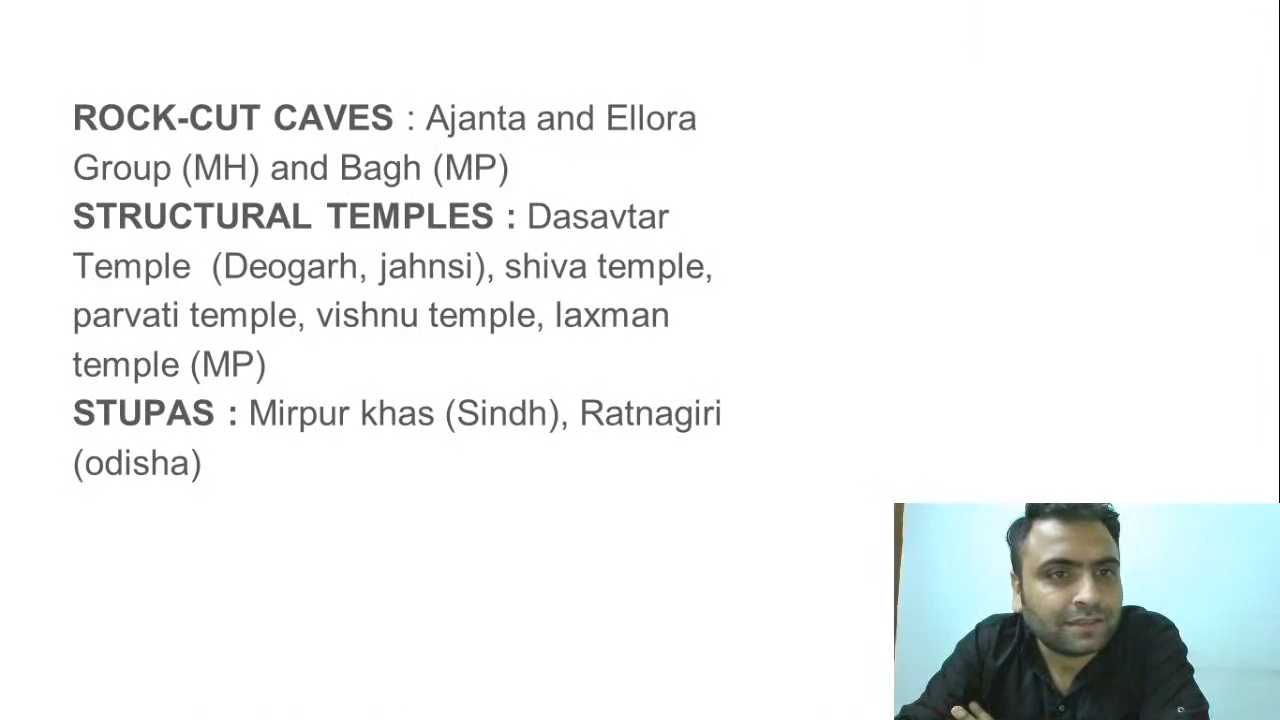 ROCK-CUT CAVES : Ajanta and Ellora
Group (MH) and Bagh (MP)
STRUCTURAL TEMPLES : Dasavtar
Temple (Deogarh, jahnsi), shiva temple,
parvati temple, vishnu temple, laxman
temple (MP)
STUPAS : Mirpur khas (Sindh), Ratnagiri
(odisha)